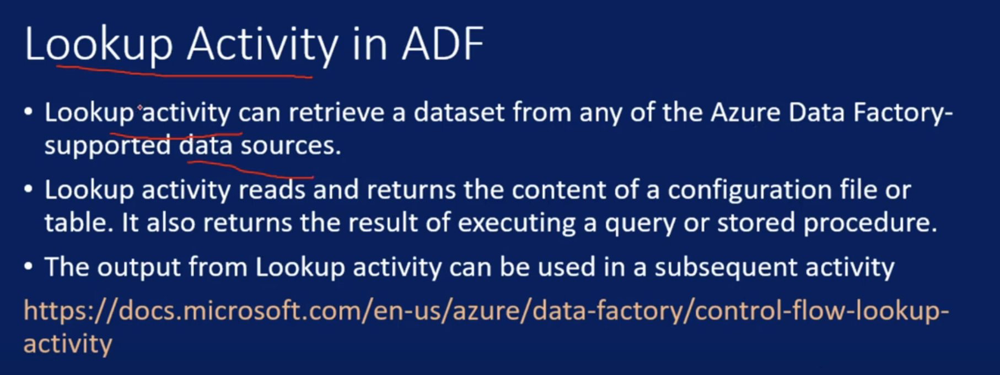 Lookup Activity in ADF
• Lookup activity can retrieve a dataset from any of the Azure Data Factory-
supported data sources.
• Lookup activity reads and returns the content of a configuration file or
table. It also returns the result of executing a query or stored procedure.
• The output from Lookup activity can be used in a subsequent activity
https://docs.microsoft.com/en-us/azure/data-factory/control-flow-lookup-
activity